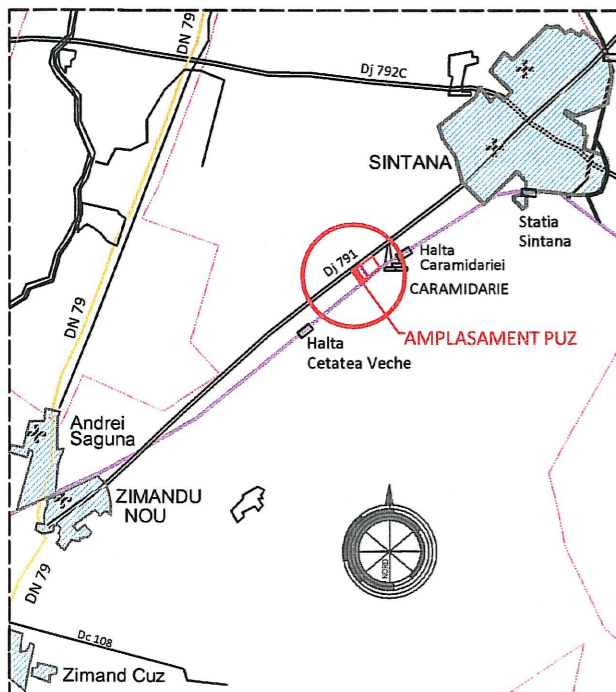 DN 79
Dj 792C
SINTANA
Statia
Sintana
Dj 791
Halta
Caramidariei
CARAMIDARIE
AMPLASAMENT PUZ
Halta
Cetatea Veche
DN 79
Andrei
Saguna
ZIMANDU
NOU
NORD
DN 79
Dc 108
Zimand Cuz